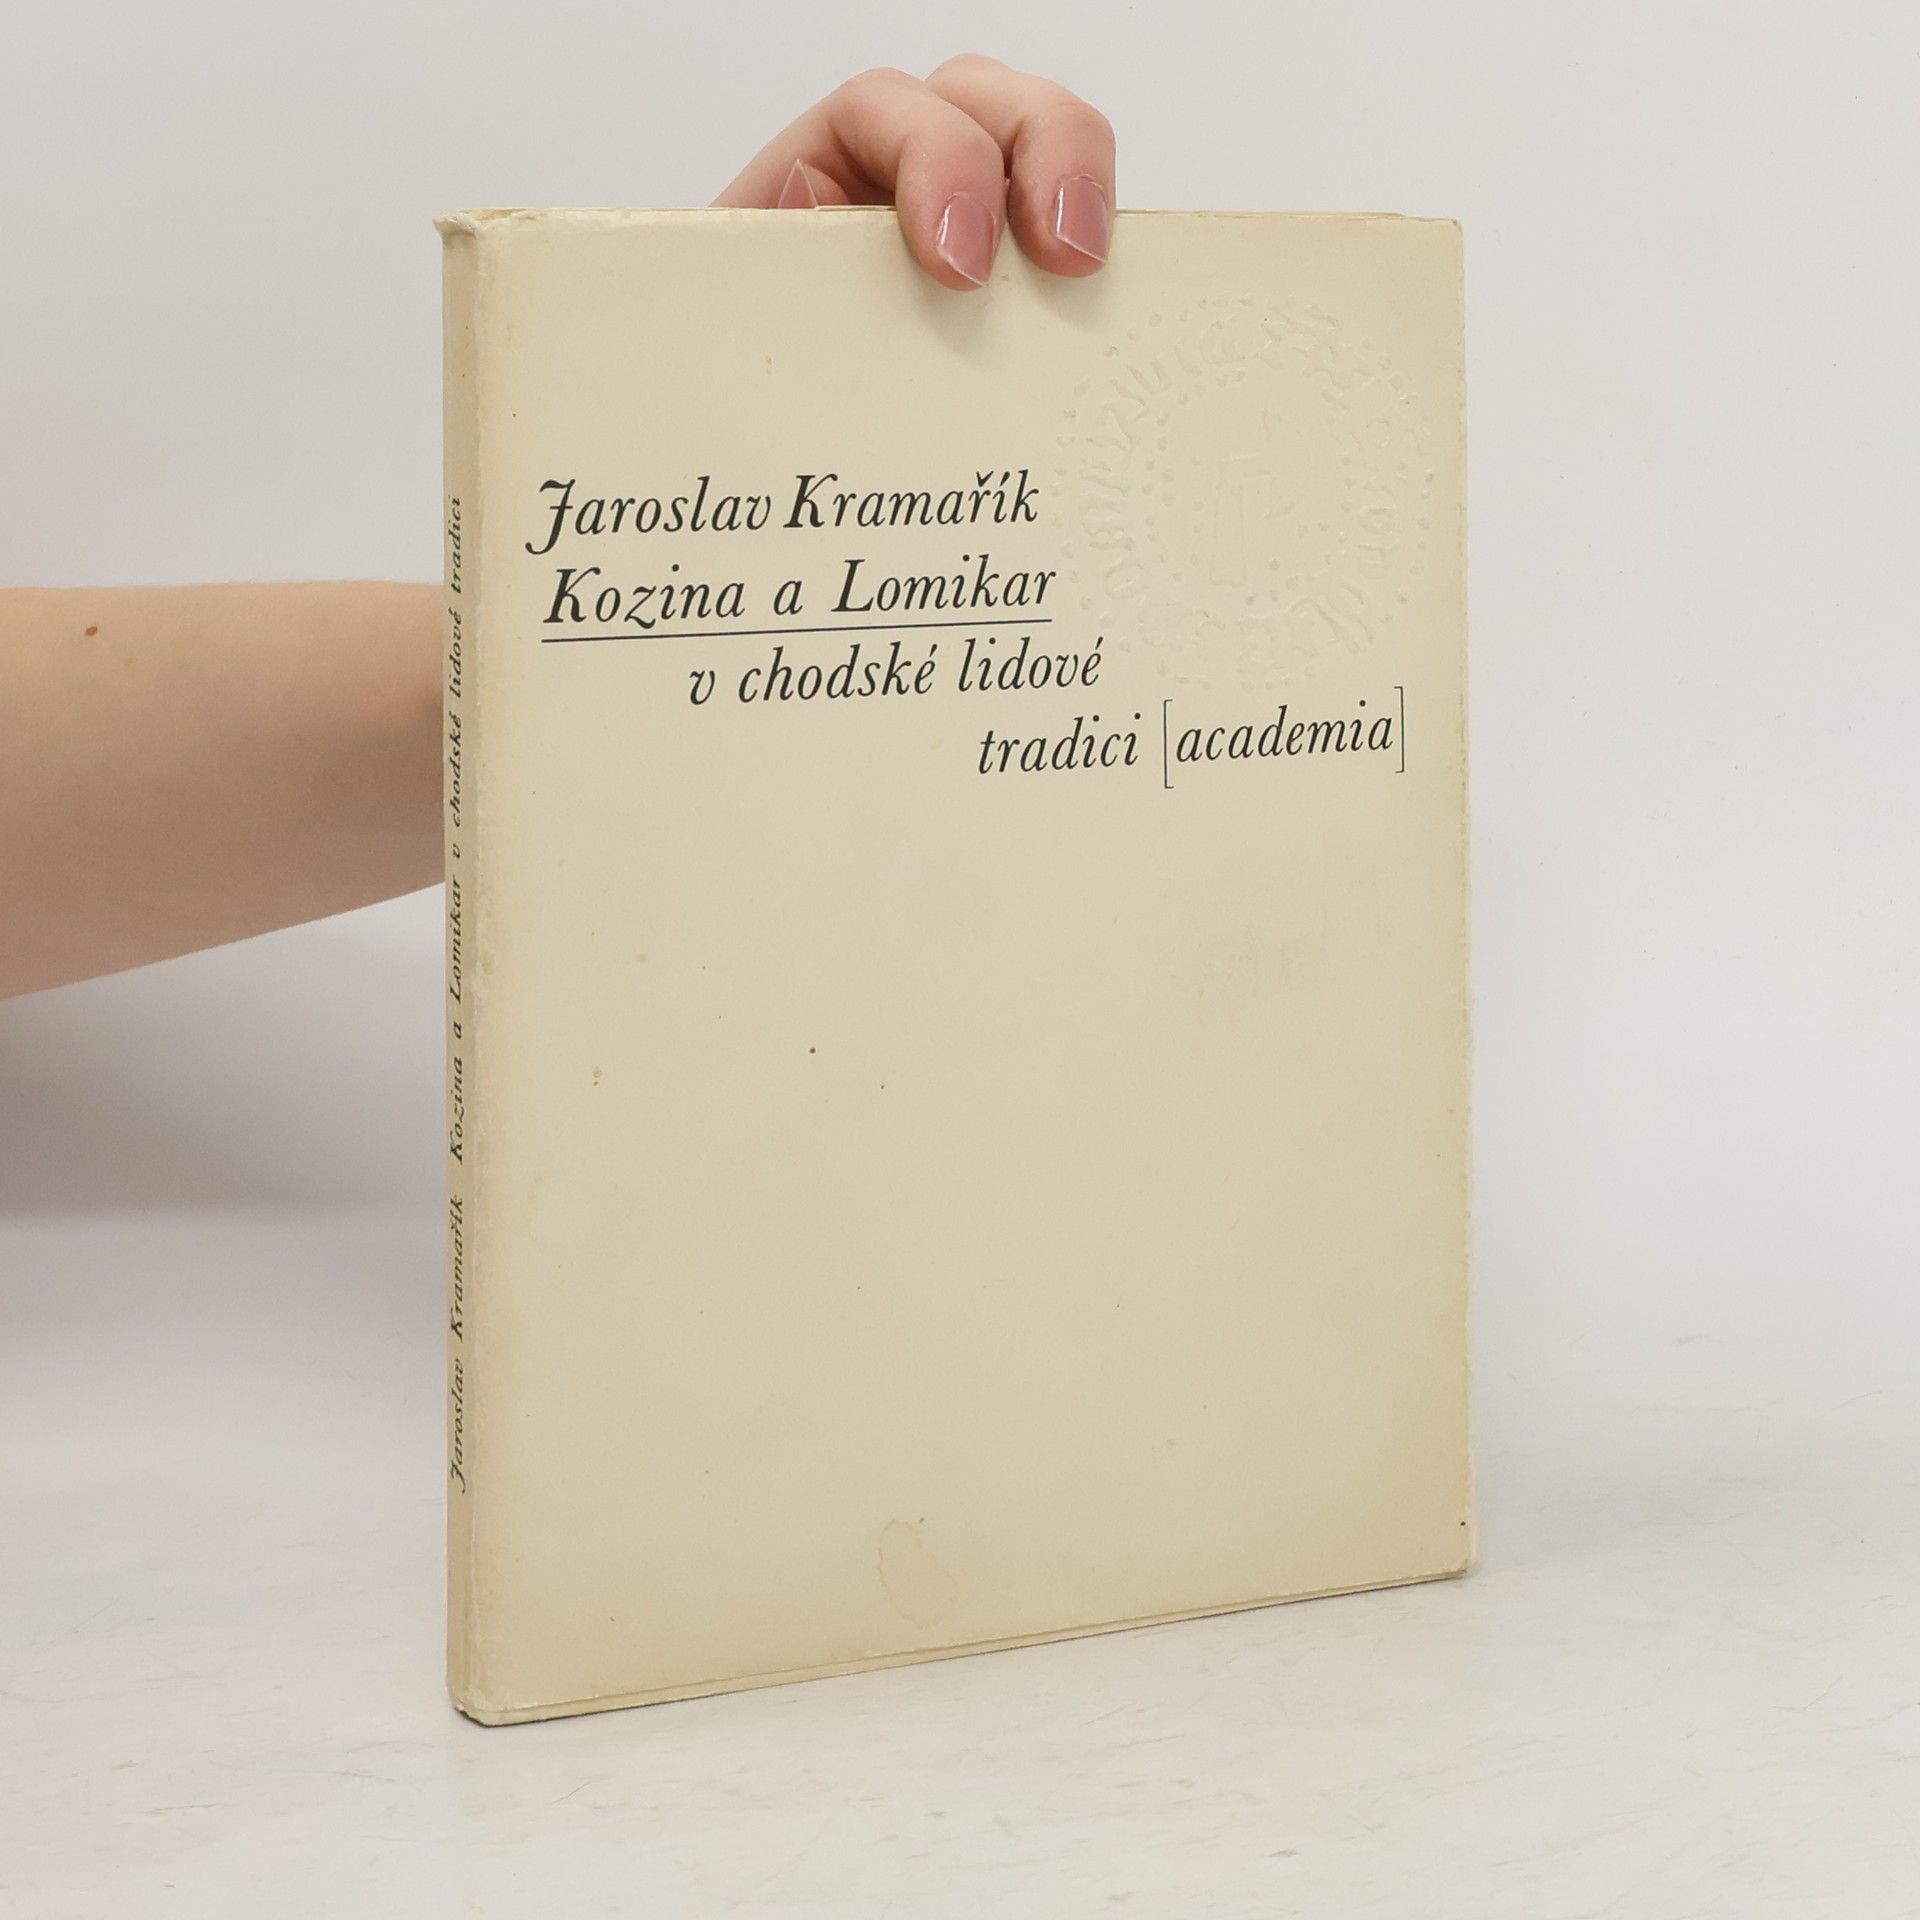 Jaroslav Kramařík
Kozina a Lomikar
v chodské lidové
tradici [academia]
Jaroslav Kramařík Kozina a Lomikar v chodské lidové tradici